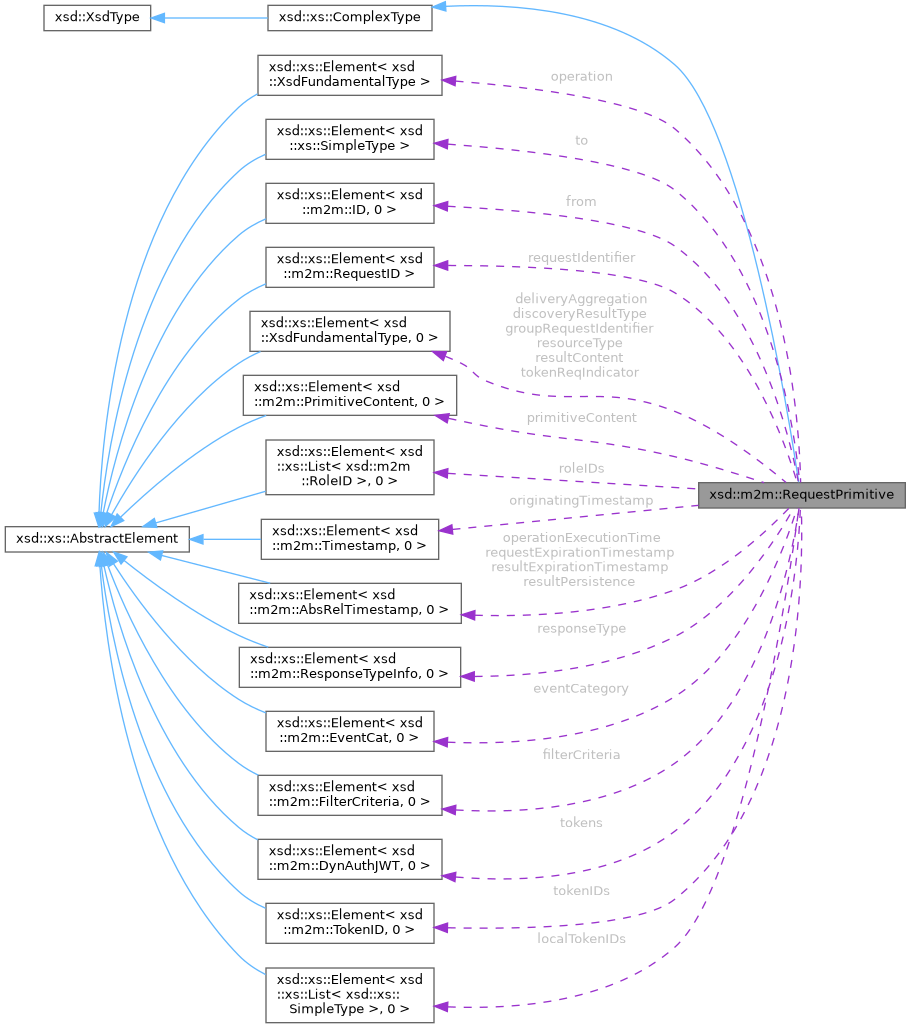 xsd::XsdType
xsd::xs::ComplexType
xsd::xs::Element< xsd
::XsdFundamentalType >
operation
xsd::xs::Element< xsd
::xs::SimpleType >
to
xsd::xs::Element< xsd
::m2m::ID, 0 >
from
xsd::xs::Element< xsd
::m2m::RequestID >
requestIdentifier
xsd::xs::Element< xsd
::XsdFundamentalType, 0 >
deliveryAggregation
discoveryResultType
groupRequestIdentifier
resourceType
resultContent
tokenReqIndicator
xsd::xs::Element< xsd
::m2m::PrimitiveContent, 0 >
primitiveContent
xsd::xs::Element< xsd
::xs::List< xsd::m2m
::RoleID >, 0 >
roleIDs
xsd::m2m::RequestPrimitive
xsd::xs::AbstractElement
xsd::xs::Element< xsd
::m2m::Timestamp, 0 >
originatingTimestamp
xsd::xs::Element< xsd
::m2m::AbsRelTimestamp, 0 >
operationExecutionTime
requestExpirationTimestamp
resultExpirationTimestamp
resultPersistence
xsd::xs::Element< xsd
::m2m::ResponseTypeInfo, 0 >
responseType
xsd::xs::Element< xsd
::m2m::EventCat, 0 >
eventCategory
xsd::xs::Element< xsd
::m2m::FilterCriteria, 0 >
filterCriteria
xsd::xs::Element< xsd
::m2m::DynAuthJWT, 0 >
tokens
xsd::xs::Element< xsd
::m2m::TokenID, 0 >
tokenIDs
xsd::xs::Element< xsd
::xs::List< xsd::xs::
SimpleType >, 0 >
localTokenIDs